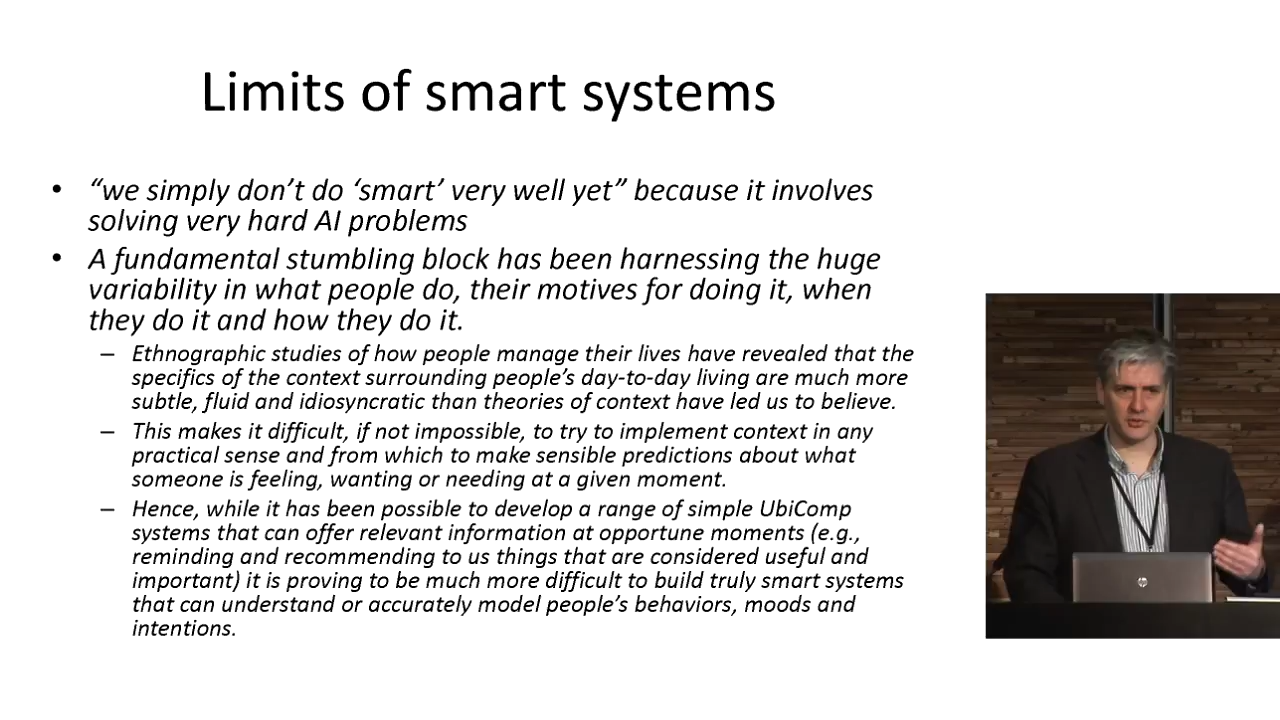 Limits of smart systems
• “we simply don’t do ‘smart’ very well yet” because it involves
solving very hard AI problems
• A fundamental stumbling block has been harnessing the huge
variability in what people do, their motives for doing it, when
they do it and how they do it.
– Ethnographic studies of how people manage their lives have revealed that the
specifics of the context surrounding people’s day-to-day living are much more
subtle, fluid and idiosyncratic than theories of context have led us to believe.
– This makes it difficult, if not impossible, to try to implement context in any
practical sense and from which to make sensible predictions about what
someone is feeling, wanting or needing at a given moment.
– Hence, while it has been possible to develop a range of simple UbiComp
systems that can offer relevant information at opportune moments (e.g.,
reminding and recommending to us things that are considered useful and
important) it is proving to be much more difficult to build truly smart systems
that can understand or accurately model people’s behaviors, moods and
intentions.
hp